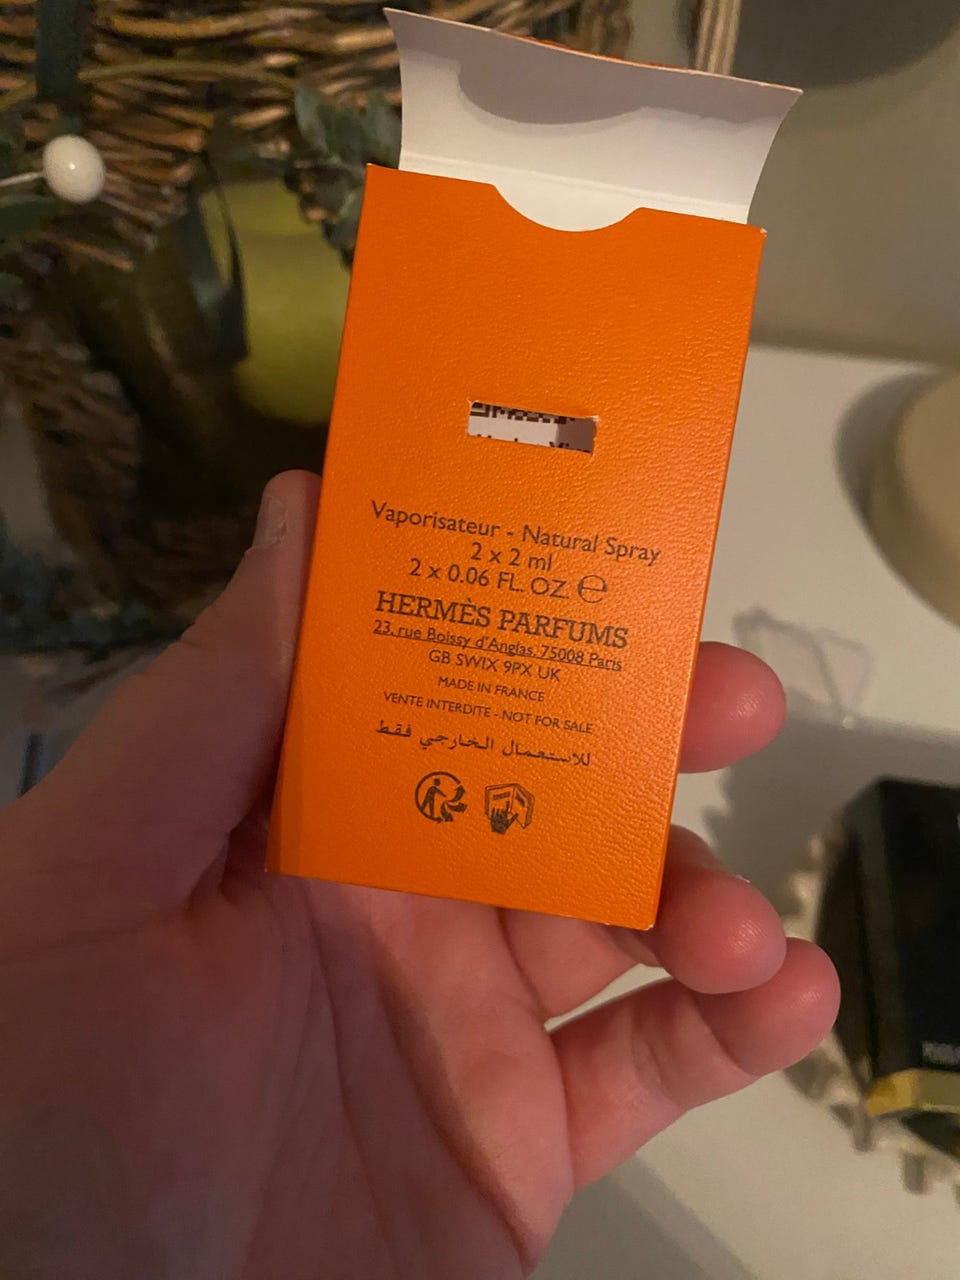 Vaporisateur - Natural Spray
2 x 2 ml
2 x 0.06 FL. OZ ℮
HERMÈS PARFUMS
23, rue Boissy d'Anglas, 75008 Paris
GB SW1X 9PX UK
MADE IN FRANCE
VENTE INTERDITE - NOT FOR SALE
للاستعمال الخارجي فقط